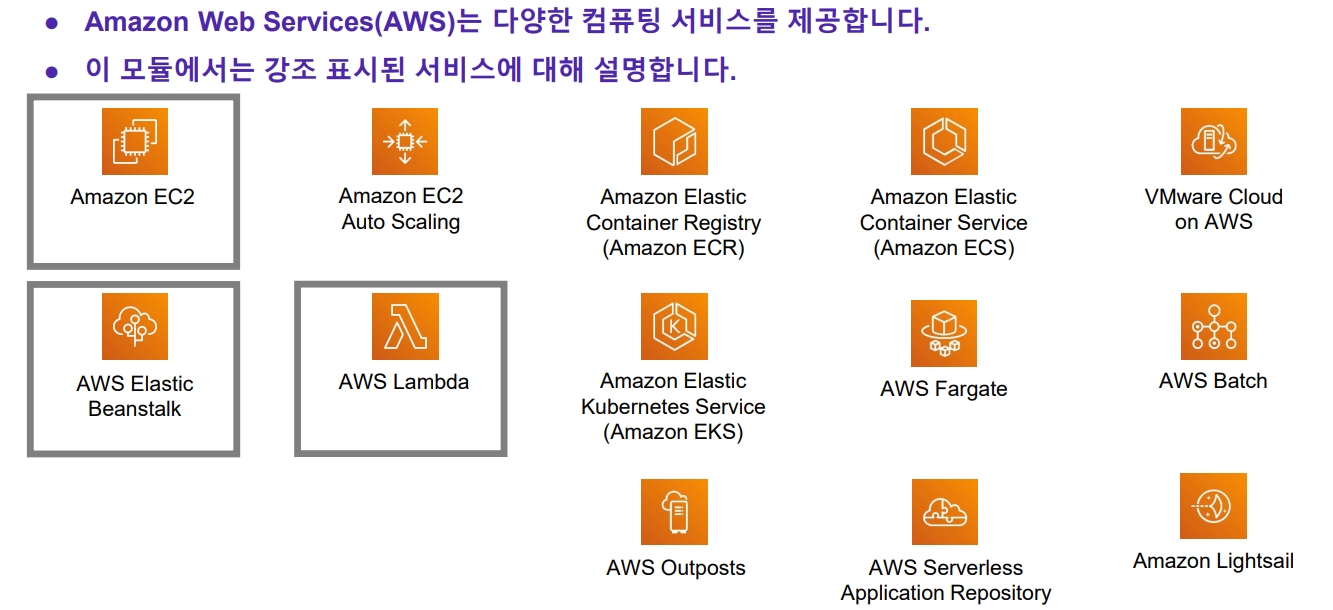 ● Amazon Web Services(AWS)는 다양한 컴퓨팅 서비스를 제공합니다.
● 이 모듈에서는 강조 표시된 서비스에 대해 설명합니다.
Amazon EC2
Amazon EC2
Auto Scaling
Amazon Elastic
Container Registry
(Amazon ECR)
Amazon Elastic
Container Service
(Amazon ECS)
VMware Cloud
on AWS
AWS Elastic
Beanstalk
AWS Lambda
Amazon Elastic
Kubernetes Service
(Amazon EKS)
AWS Fargate
AWS Batch
AWS Outposts
AWS Serverless
Application Repository
Amazon Lightsail